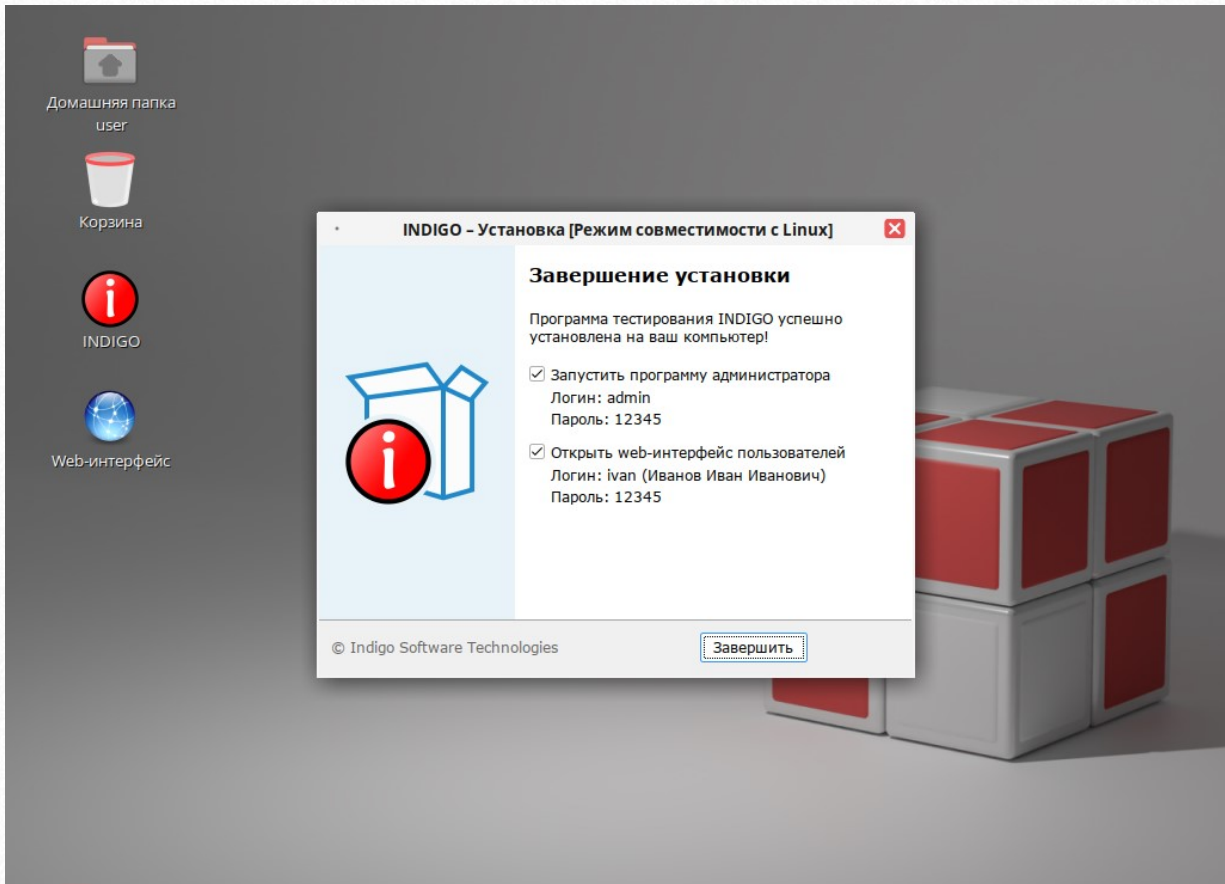 Домашняя папка
user
Корзина
INDIGO
Web-интерфейс
INDIGO – Установка [Режим совместимости с Linux]
Завершение установки
Программа тестирования INDIGO успешно
установлена на ваш компьютер!
Запустить программу администратора
Логин: admin
Пароль: 12345
Открыть web-интерфейс пользователей
Логин: ivan (Иванов Иван Иванович)
Пароль: 12345
© Indigo Software Technologies
Завершить